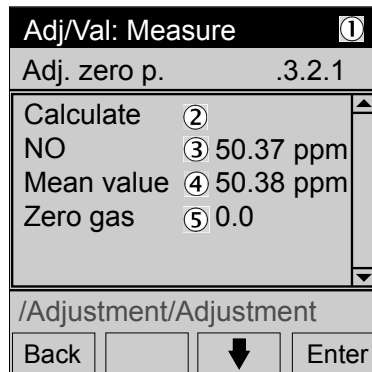 Adj/Val: Measure ①
Adj. zero p. .3.2.1
Calculate ②
NO ③ 50.37 ppm
Mean value ④ 50.38 ppm
Zero gas ⑤ 0.0
/Adjustment/Adjustment
Back Enter